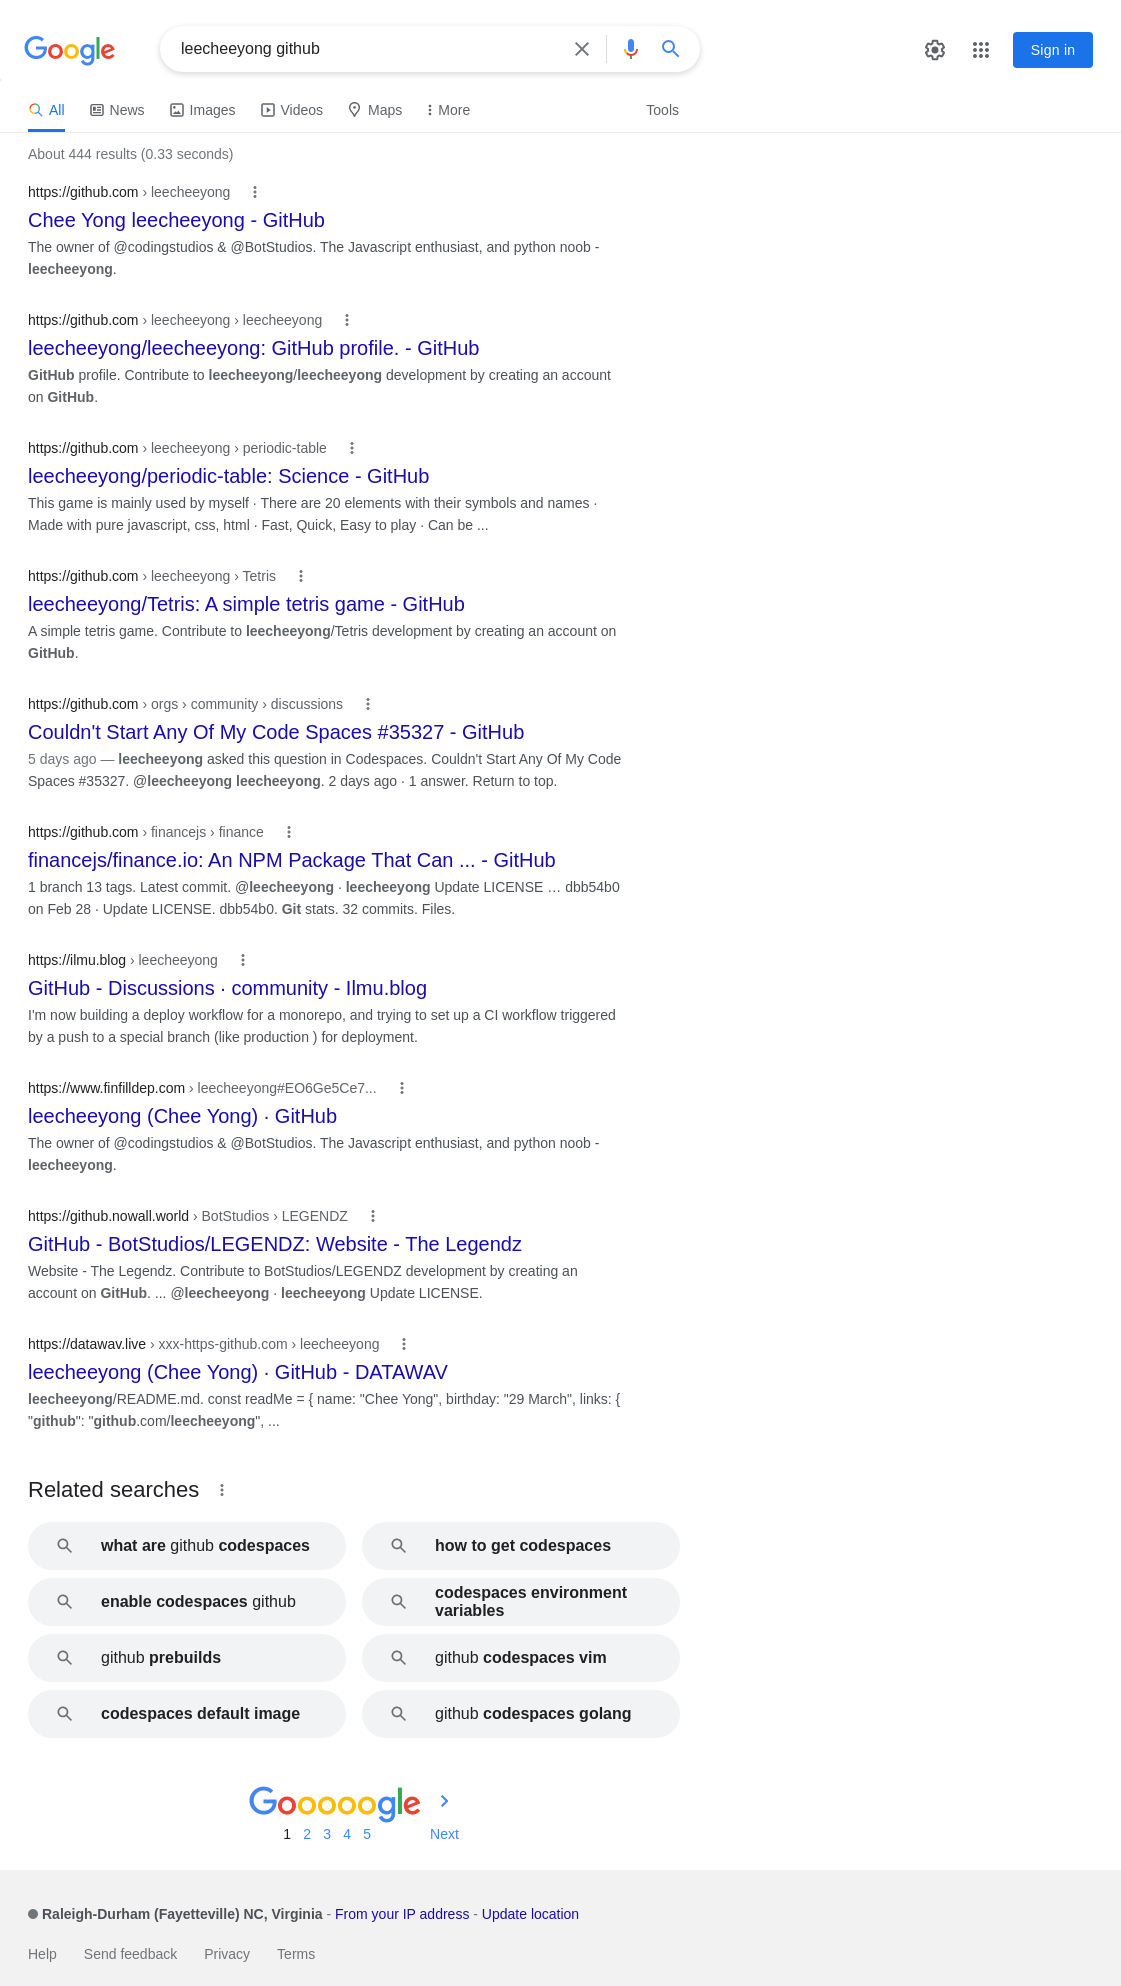 Google
leecheeyong github
Sign in
All
News
Images
Videos
Maps
More
Tools
About 444 results (0.33 seconds)
https://github.com › leecheeyong
Chee Yong leecheeyong - GitHub
The owner of @codingstudios & @BotStudios. The Javascript enthusiast, and python noob -
leecheeyong.
https://github.com › leecheeyong › leecheeyong
leecheeyong/leecheeyong: GitHub profile. - GitHub
GitHub profile. Contribute to leecheeyong/leecheeyong development by creating an account
on GitHub.
https://github.com › leecheeyong › periodic-table
leecheeyong/periodic-table: Science - GitHub
This game is mainly used by myself · There are 20 elements with their symbols and names ·
Made with pure javascript, css, html · Fast, Quick, Easy to play · Can be ...
https://github.com › leecheeyong › Tetris
leecheeyong/Tetris: A simple tetris game - GitHub
A simple tetris game. Contribute to leecheeyong/Tetris development by creating an account on
GitHub.
https://github.com › orgs › community › discussions
Couldn't Start Any Of My Code Spaces #35327 - GitHub
5 days ago — leecheeyong asked this question in Codespaces. Couldn't Start Any Of My Code
Spaces #35327. @leecheeyong leecheeyong. 2 days ago · 1 answer. Return to top.
https://github.com › financejs › finance
financejs/finance.io: An NPM Package That Can ... - GitHub
1 branch 13 tags. Latest commit. @leecheeyong · leecheeyong Update LICENSE … dbb54b0
on Feb 28 · Update LICENSE. dbb54b0. Git stats. 32 commits. Files.
https://ilmu.blog › leecheeyong
GitHub - Discussions · community - Ilmu.blog
I'm now building a deploy workflow for a monorepo, and trying to set up a CI workflow triggered
by a push to a special branch (like production ) for deployment.
https://www.finfilldep.com › leecheeyong#EO6Ge5Ce7...
leecheeyong (Chee Yong) · GitHub
The owner of @codingstudios & @BotStudios. The Javascript enthusiast, and python noob -
leecheeyong.
https://github.nowall.world › BotStudios › LEGENDZ
GitHub - BotStudios/LEGENDZ: Website - The Legendz
Website - The Legendz. Contribute to BotStudios/LEGENDZ development by creating an
account on GitHub. ... @leecheeyong · leecheeyong Update LICENSE.
https://datawav.live › xxx-https-github.com › leecheeyong
leecheeyong (Chee Yong) · GitHub - DATAWAV
leecheeyong/README.md. const readMe = { name: "Chee Yong", birthday: "29 March", links: {
"github": "github.com/leecheeyong", ...
Related searches
what are github codespaces
how to get codespaces
enable codespaces github
codespaces environment
variables
github prebuilds
github codespaces vim
codespaces default image
github codespaces golang
Gooooogle
1 2 3 4 5 Next
Raleigh-Durham (Fayetteville) NC, Virginia - From your IP address - Update location
Help Send feedback Privacy Terms